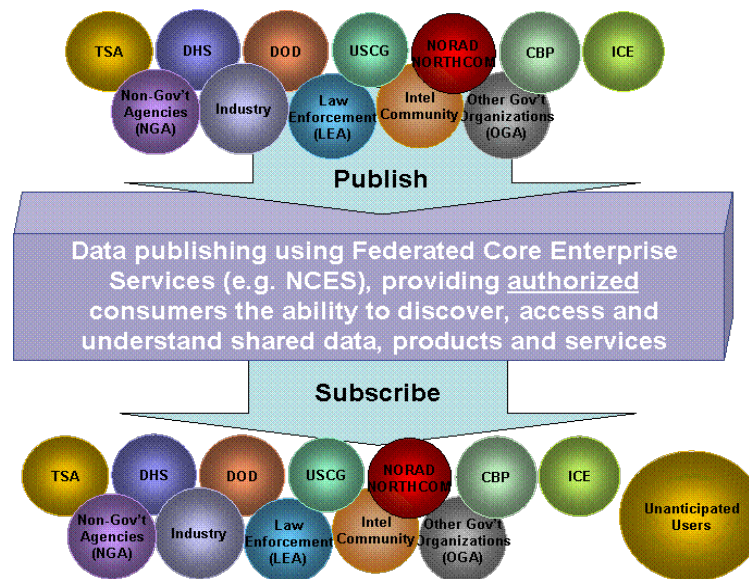 TSA
DHS
DOD
USCG
NORAD
NORTHCOM
CBP
ICE
Non-Gov't
Agencies
(NGA)
Industry
Law
Enforcement
(LEA)
Intel
Community
Other Gov't
Organizations
(OGA)
Publish
Data publishing using Federated Core Enterprise
Services (e.g. NCES), providing authorized
consumers the ability to discover, access and
understand shared data, products and services
Subscribe
TSA
DHS
DOD
USCG
NORAD
NORTHCOM
CBP
ICE
Non-Gov't
Agencies
(NGA)
Industry
Law
Enforcement
(LEA)
Intel
Community
Other Gov't
Organizations
(OGA)
Unanticipated
Users